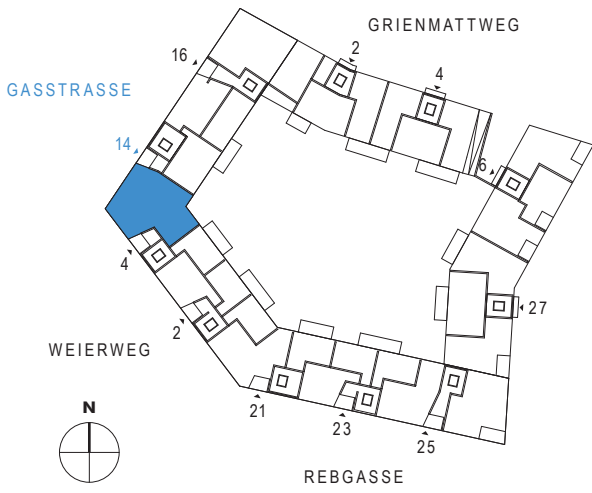 GRIENMATTWEG
16
2
4
GASSTRASSE
14
6
4
27
2
WEIERWEG
21
23
25
N
REBGASSE